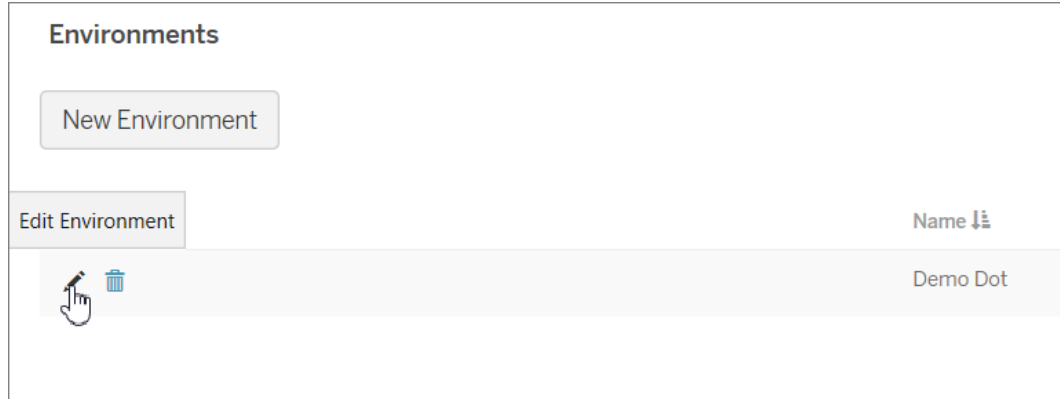 Environments
New Environment
Edit Environment
Name
Demo Dot